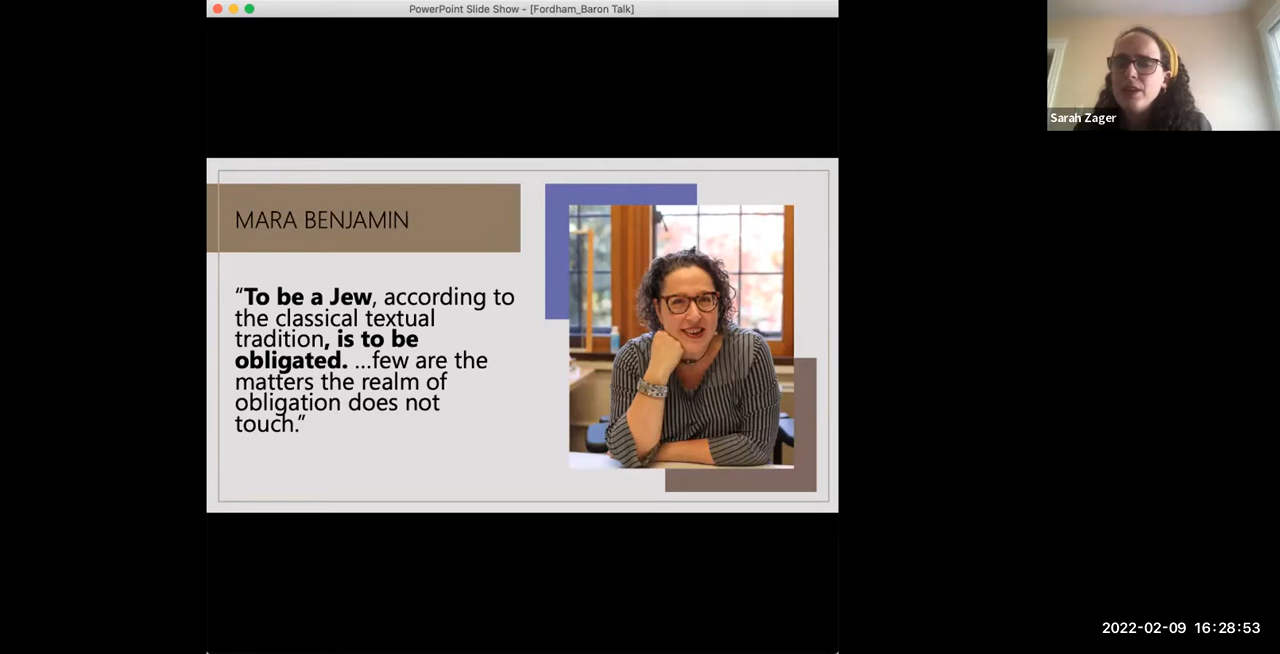 PowerPoint Slide Show - [Fordham_Baron Talk]
Sarah Zager
MARA BENJAMIN
“To be a Jew, according to
the classical textual
tradition, is to be
obligated. ...few are the
matters the realm of
obligation does not
touch.”
2022-02-09 16:28:53